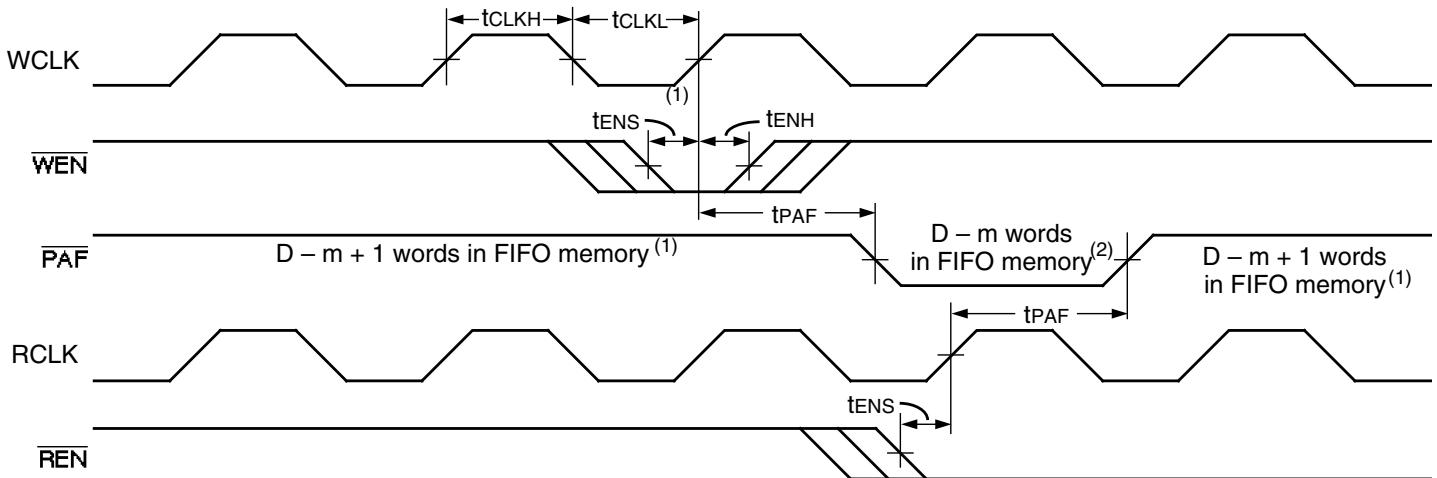 tCLKH
tCLKL
WCLK
(1)
tENS
tENH
WEN
tPAF
PAF
D – m + 1 words in FIFO memory(1)
D – m words
in FIFO memory(2)
D – m + 1 words
in FIFO memory(1)
tPAF
RCLK
tENS
REN